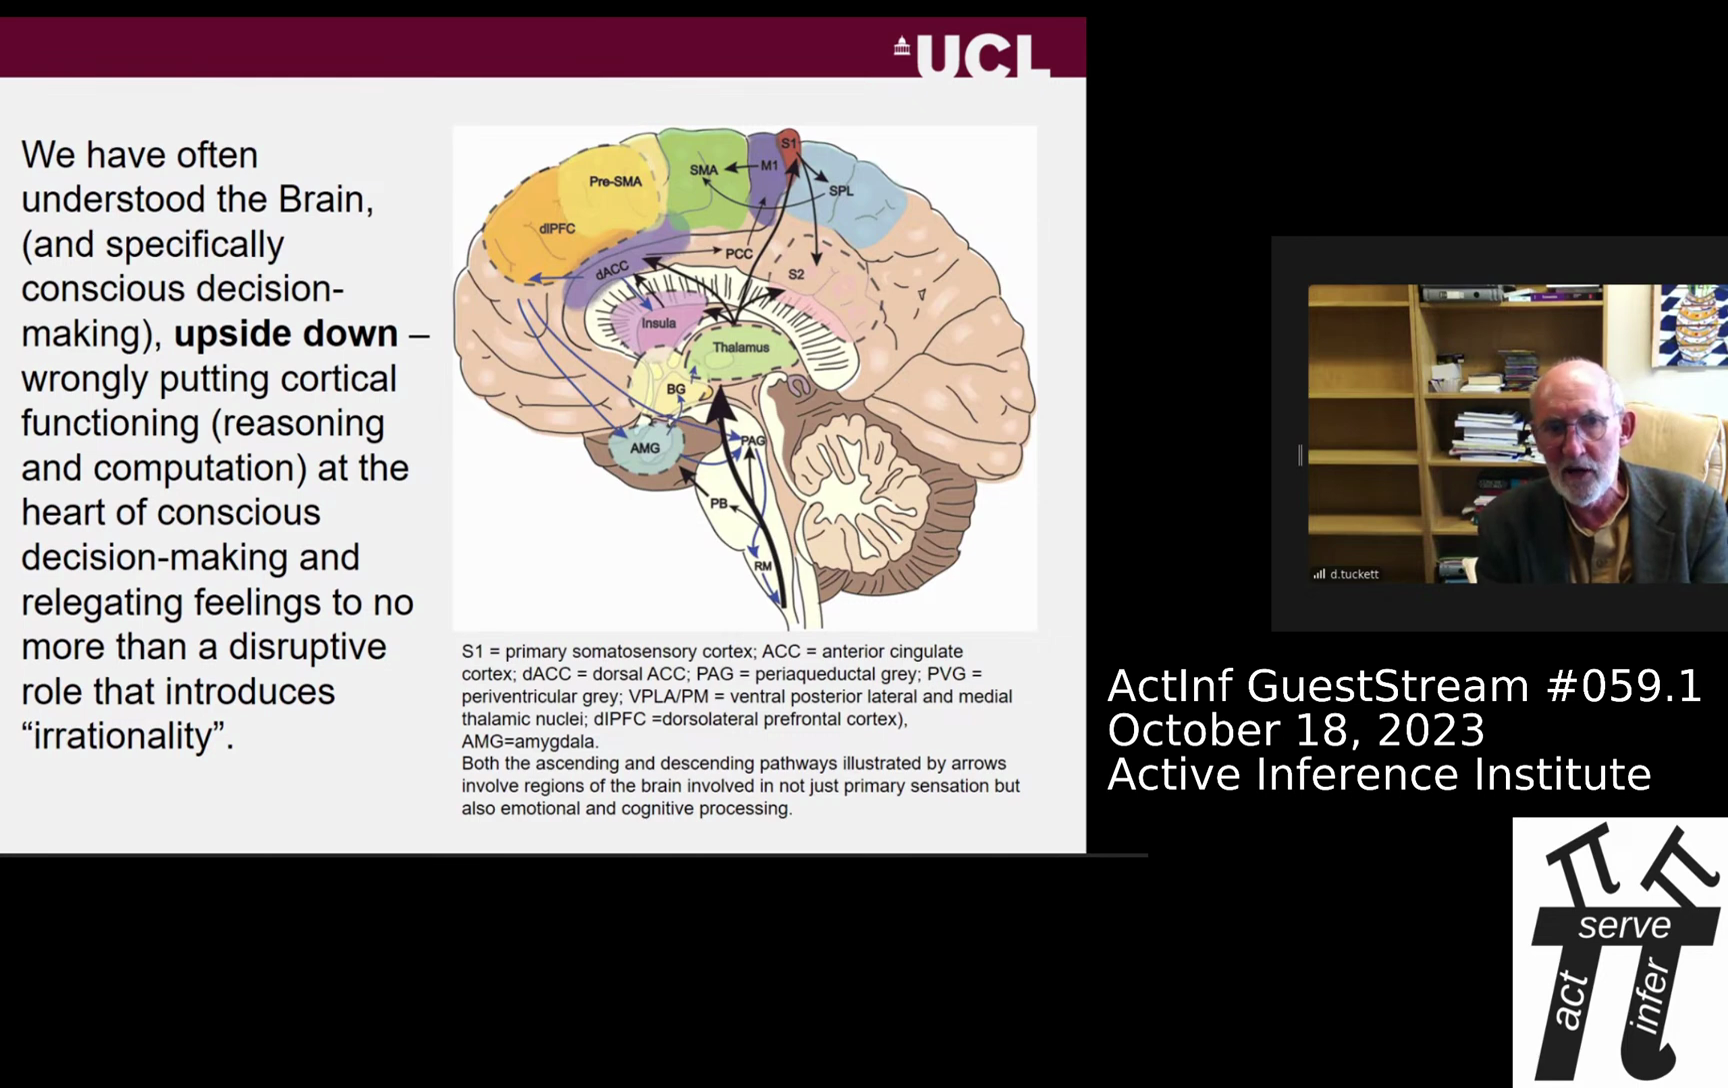 UCL
We have often
understood the Brain,
(and specifically
conscious decision-
making), upside down –
wrongly putting cortical
functioning (reasoning
and computation) at the
heart of conscious
decision-making and
relegating feelings to no
more than a disruptive
role that introduces
“irrationality”.
S1
Pre-SMA
SMA
M1
SPL
dlPFC
PCC
dACC
S2
Insula
Thalamus
BG
AMG
PAG
PB
RM
S1 = primary somatosensory cortex; ACC = anterior cingulate
cortex; dACC = dorsal ACC; PAG = periaqueductal grey; PVG =
periventricular grey; VPLA/PM = ventral posterior lateral and medial
thalamic nuclei; dlPFC =dorsolateral prefrontal cortex),
AMG=amygdala.
Both the ascending and descending pathways illustrated by arrows
involve regions of the brain involved in not just primary sensation but
also emotional and cognitive processing.
d.tuckett
ActInf GuestStream #059.1
October 18, 2023
Active Inference Institute
serve
act
infer